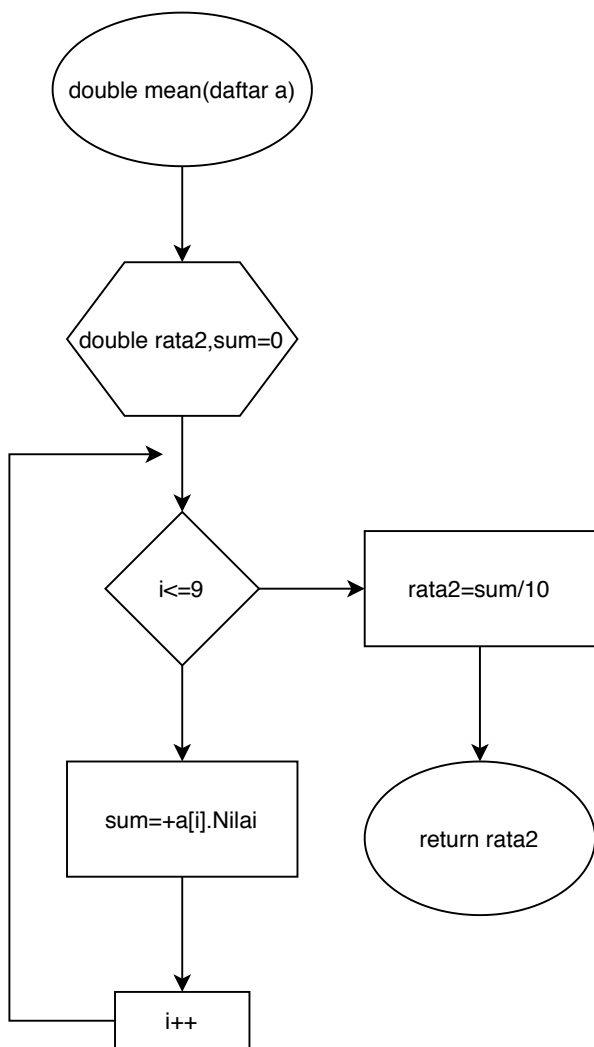 double mean(daftar a)
double rata2,sum=0
i<=9
rata2=sum/10
sum=+a[i].Nilai
return rata2
i++